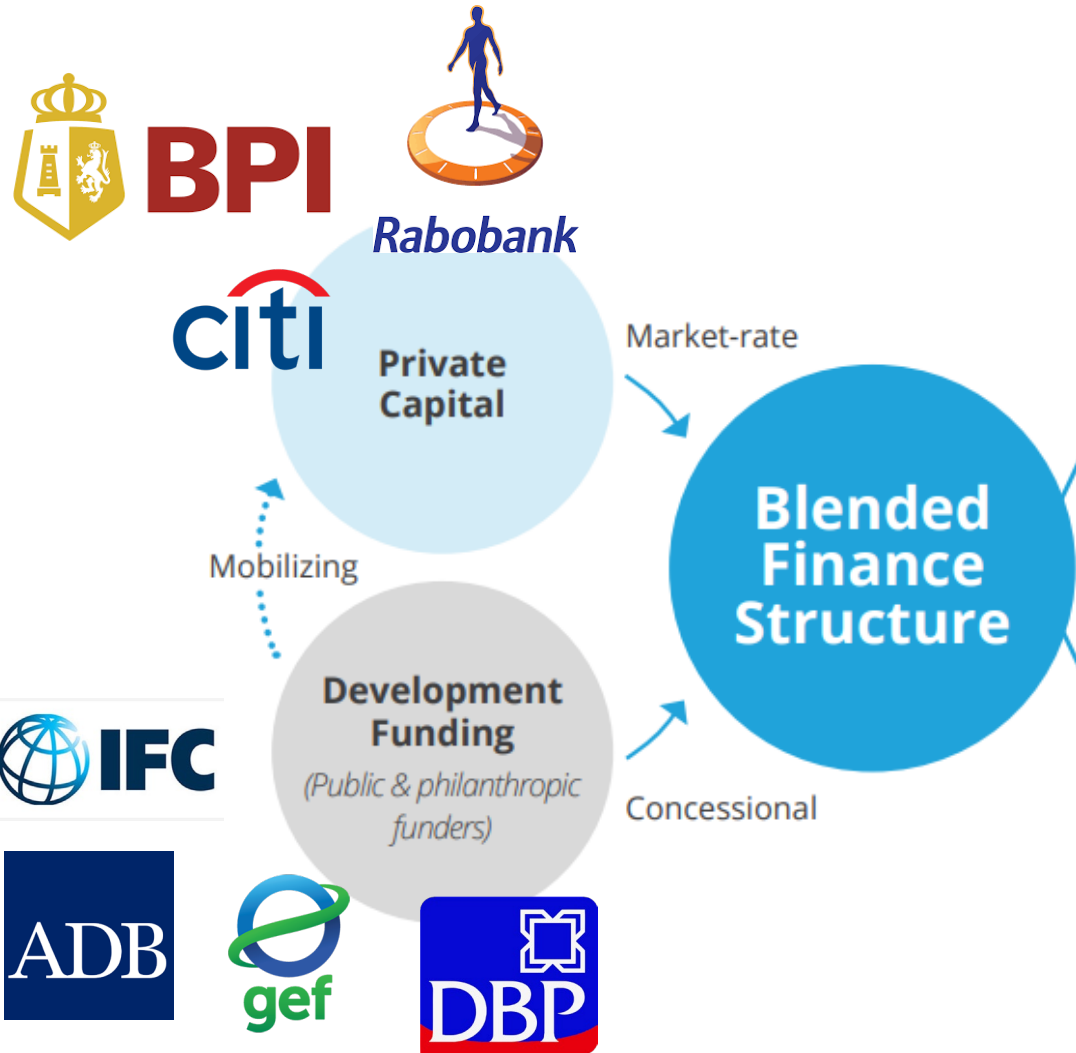 BPI
Rabobank
citi
Private
Capital
Market-rate
Blended
Finance
Structure
Mobilizing
Development
Funding
(Public & philanthropic
funders)
Concessional
IFC
ADB
gef
DBP